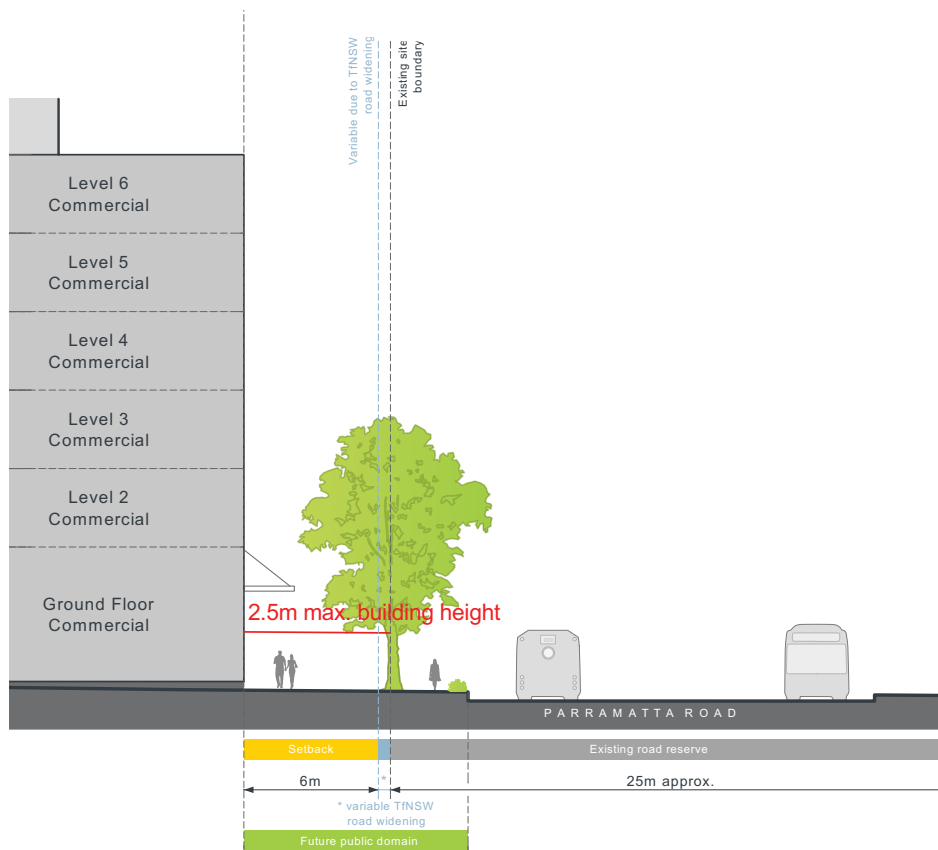 Variable due to TfNSW
road widening
Existing site
boundary
Level 6
Commercial
Level 5
Commercial
Level 4
Commercial
Level 3
Commercial
Level 2
Commercial
Ground Floor
Commercial
2.5m max. building height
PARRAMATTA ROAD
Setback
Existing road reserve
6m
*
25m approx.
* variable TfNSW
road widening
Future public domain